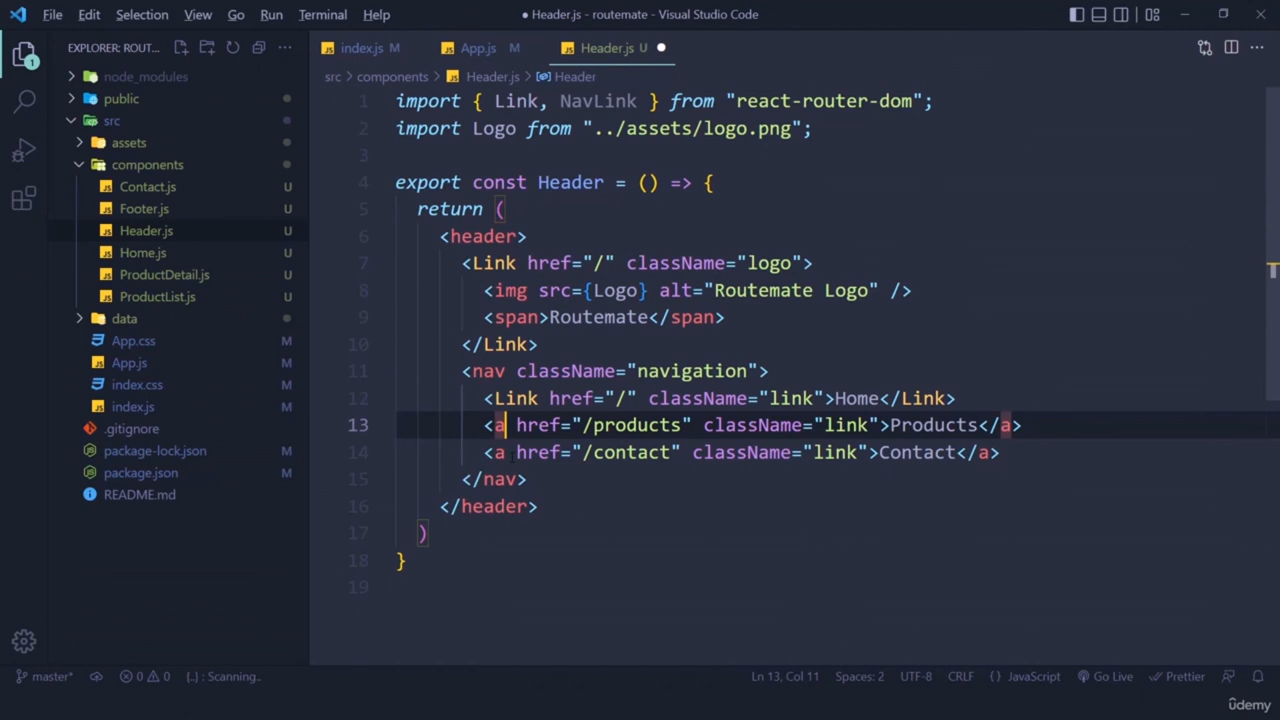 File Edit Selection View Go Run Terminal Help
● Header.js - routemate - Visual Studio Code
EXPLORER: ROUT...
index.js M App.js M Header.js U
src > components > Header.js > Header
node_modules
public
src
assets
components
Contact.js U
Footer.js U
Header.js U
Home.js U
ProductDetail.js U
ProductList.js U
data
App.css M
App.js M
index.css M
index.js M
.gitignore
package-lock.json M
package.json M
README.md M
1 import { Link, NavLink } from "react-router-dom";
2 import Logo from "../assets/logo.png";
3
4 export const Header = () => {
5 return (
6 <header>
7 <Link href="/" className="logo">
8 <img src={Logo} alt="Routemate Logo" />
9 <span>Routemate</span>
10 </Link>
11 <nav className="navigation">
12 <Link href="/" className="link">Home</Link>
13 <a href="/products" className="link">Products</a>
14 <a href="/contact" className="link">Contact</a>
15 </nav>
16 </header>
17 )
18 }
19
1
master* 0 0 {..} : Scanning.. Ln 13, Col 11 Spaces: 2 UTF-8 CRLF {} JavaScript Go Live Prettier
ûdemy